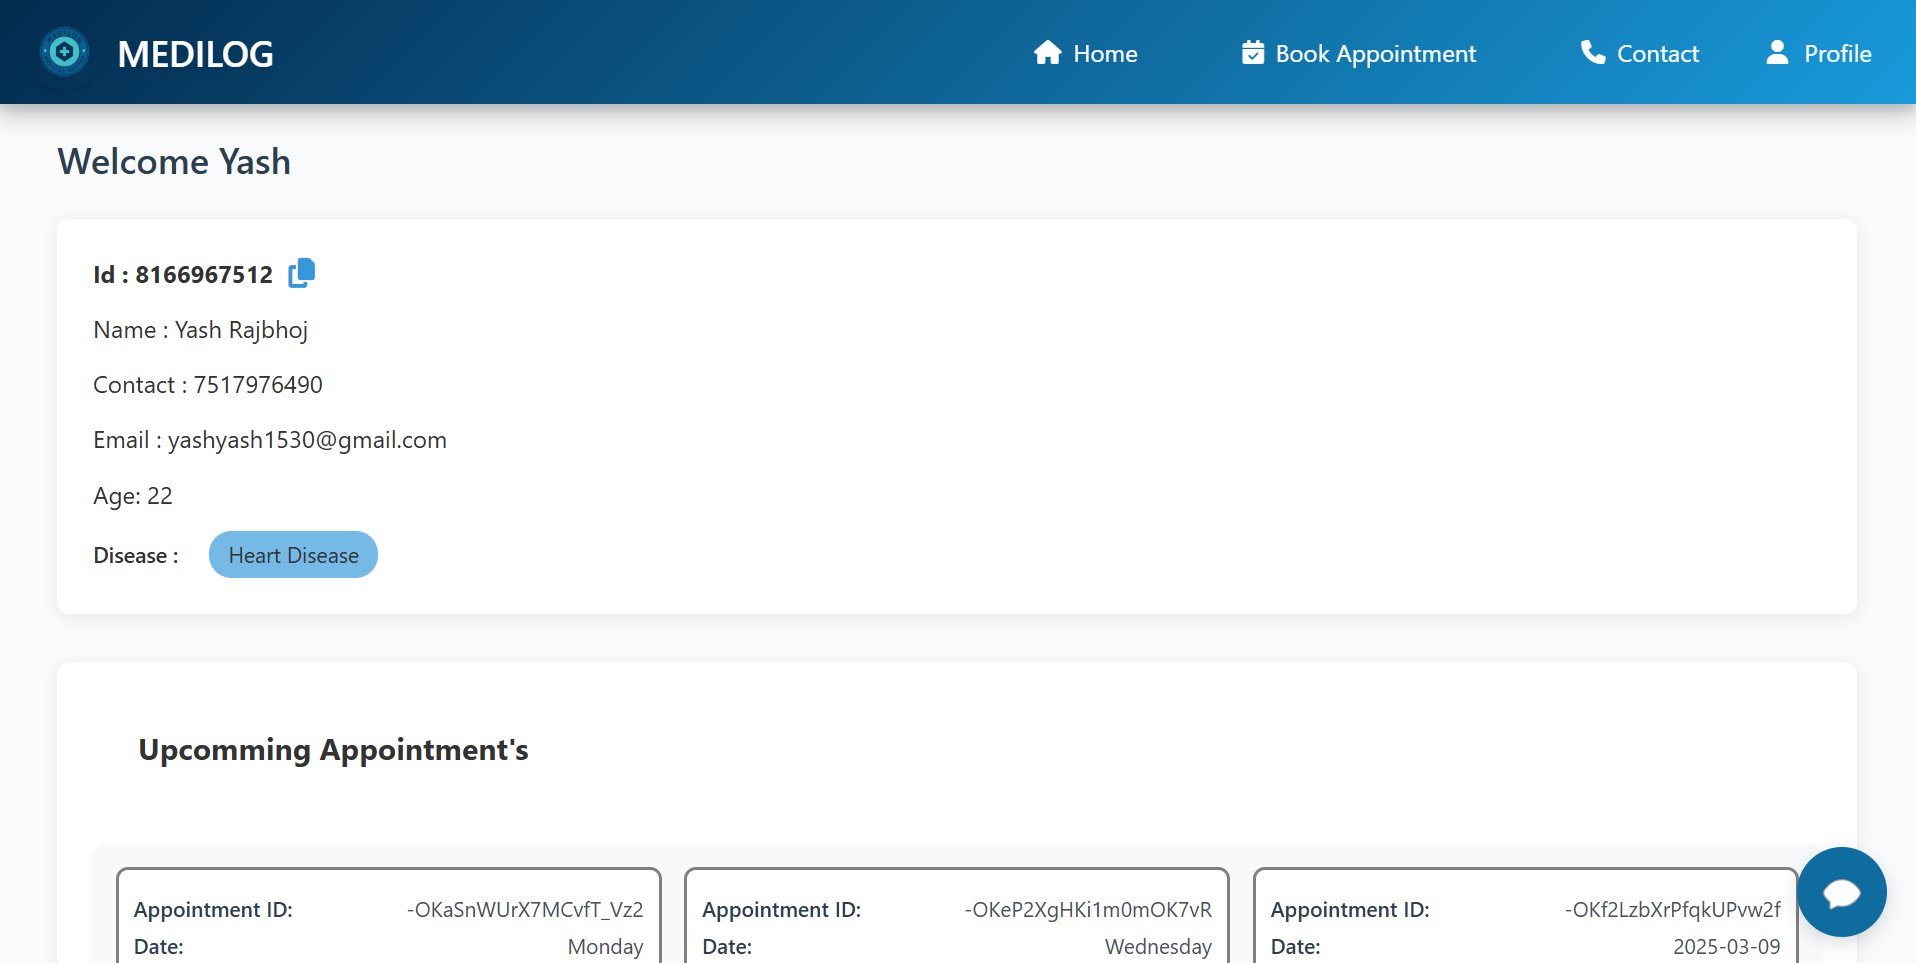 MEDILOG
Home
Book Appointment
Contact
Profile
Welcome Yash
Id : 8166967512
Name : Yash Rajbhoj
Contact : 7517976490
Email : yashyash1530@gmail.com
Age: 22
Disease : Heart Disease
Upcomming Appointment's
Appointment ID: -OKaSnWUrX7MCvfT_Vz2
Date: Monday
Appointment ID: -OKeP2XgHKi1m0mOK7vR
Date: Wednesday
Appointment ID: -OKf2LzbXrPfqkUPvw2f
Date: 2025-03-09